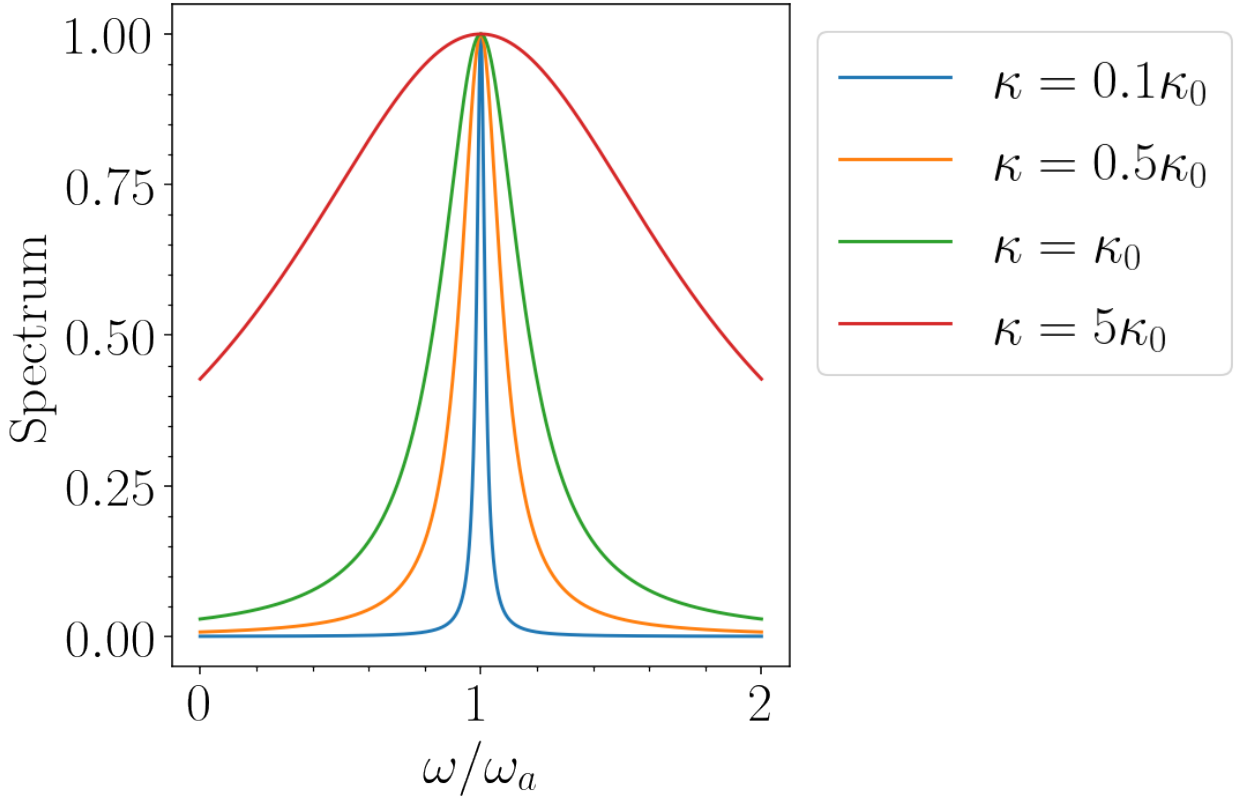 1.00
0.75
0.50
0.25
0.00
Spectrum
0
1
2
ω/ωₐ
κ = 0.1κ₀
κ = 0.5κ₀
κ = κ₀
κ = 5κ₀